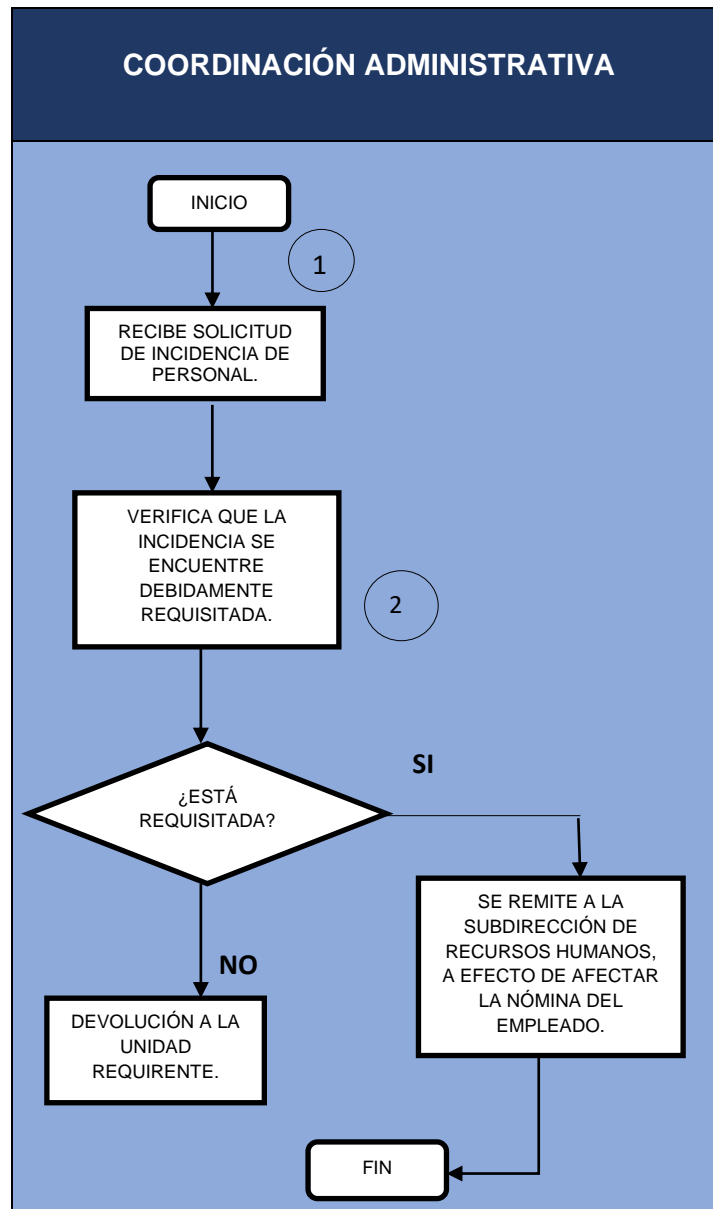 COORDINACIÓN ADMINISTRATIVA
INICIO
1
RECIBE SOLICITUD
DE INCIDENCIA DE
PERSONAL.
VERIFICA QUE LA
INCIDENCIA SE
ENCUENTRE
DEBIDAMENTE
REQUISITADA.
2
¿ESTÁ
REQUISITADA?
SI
SE REMITE A LA
SUBDIRECCIÓN DE
RECURSOS HUMANOS,
A EFECTO DE AFECTAR
LA NÓMINA DEL
EMPLEADO.
NO
DEVOLUCIÓN A LA
UNIDAD
REQUIRENTE.
FIN